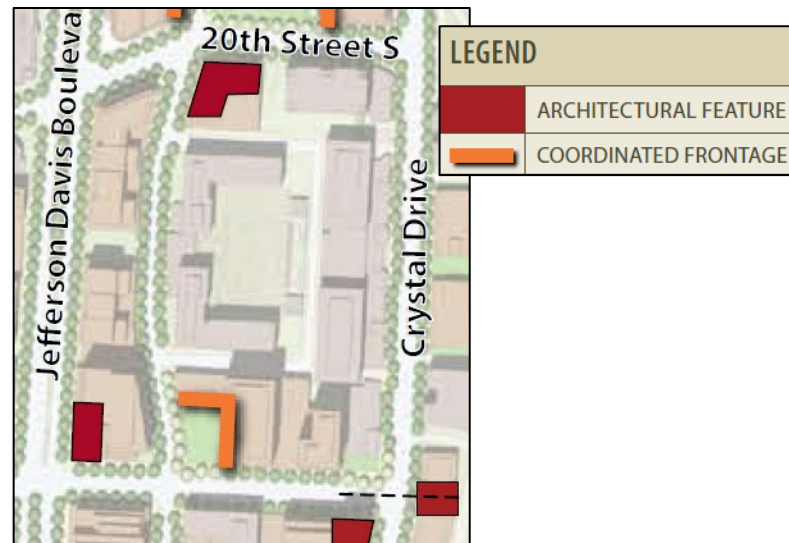 20th Street S
Jefferson Davis Bouleva
Crystal Drive
LEGEND
ARCHITECTURAL FEATURE
COORDINATED FRONTAGE